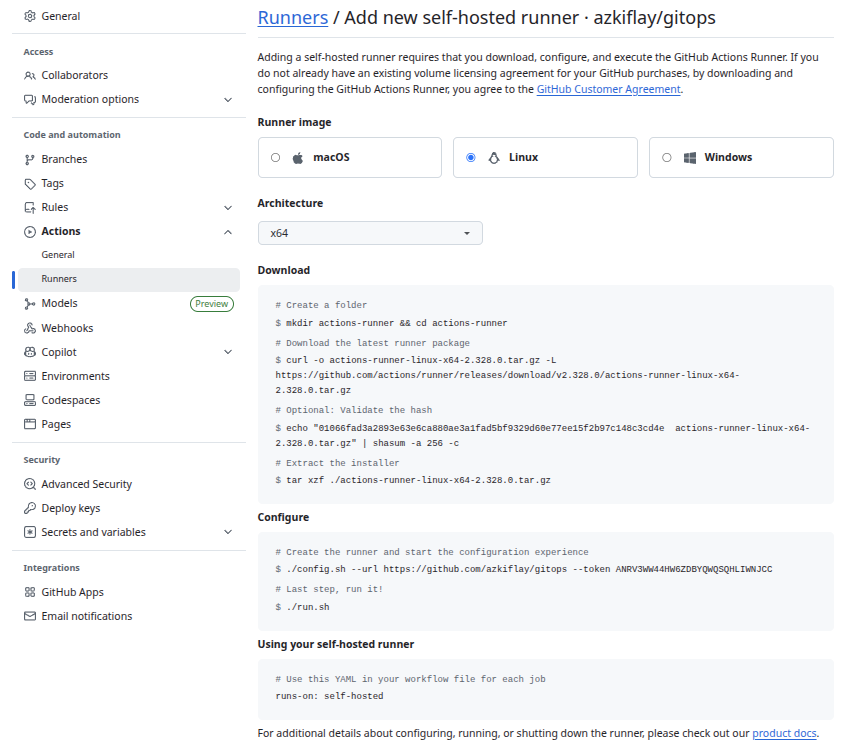 General
Access
Collaborators
Moderation options
Code and automation
Branches
Tags
Rules
Actions
General
Runners
Models Preview
Webhooks
Copilot
Environments
Codespaces
Pages
Security
Advanced Security
Deploy keys
Secrets and variables
Integrations
GitHub Apps
Email notifications
Runners / Add new self-hosted runner · azkiflay/gitops
Adding a self-hosted runner requires that you download, configure, and execute the GitHub Actions Runner. If you
do not already have an existing volume licensing agreement for your GitHub purchases, by downloading and
configuring the GitHub Actions Runner, you agree to the GitHub Customer Agreement.
Runner image
macOS
Linux
Windows
Architecture
x64
Download
# Create a folder
$ mkdir actions-runner && cd actions-runner
# Download the latest runner package
$ curl -o actions-runner-linux-x64-2.328.0.tar.gz -L
https://github.com/actions/runner/releases/download/v2.328.0/actions-runner-linux-x64-
2.328.0.tar.gz
# Optional: Validate the hash
$ echo "01066fad3a2893e63e6ca880ae3a1fad5bf9329d60e77ee15f2b97c148c3cd4e  actions-runner-linux-x64-
2.328.0.tar.gz" | shasum -a 256 -c
# Extract the installer
$ tar xzf ./actions-runner-linux-x64-2.328.0.tar.gz
Configure
# Create the runner and start the configuration experience
$ ./config.sh --url https://github.com/azkiflay/gitops --token ANRV3WW44HW6ZDBYQWQSQHLIWNJCC
# Last step, run it!
$ ./run.sh
Using your self-hosted runner
# Use this YAML in your workflow file for each job
runs-on: self-hosted
For additional details about configuring, running, or shutting down the runner, please check out our product docs.